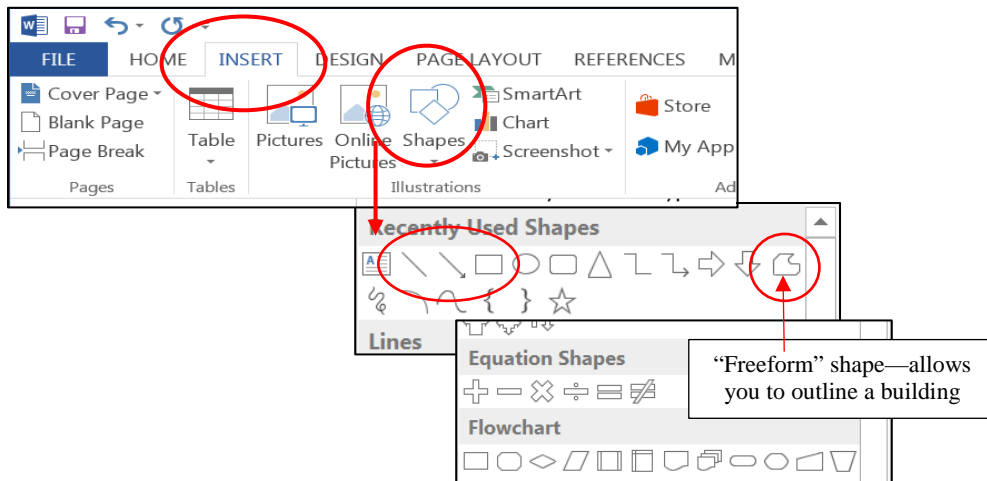 FILE HOME INSERT DESIGN PAGE LAYOUT REFERENCES M
Cover Page
Blank Page
Page Break
Table
Pictures
Online
Pictures
Shapes
SmartArt
Chart
Screenshot
Store
My App
Pages Tables Illustrations Ad
Recently Used Shapes
Lines
Equation Shapes
Flowchart
“Freeform” shape—allows
you to outline a building